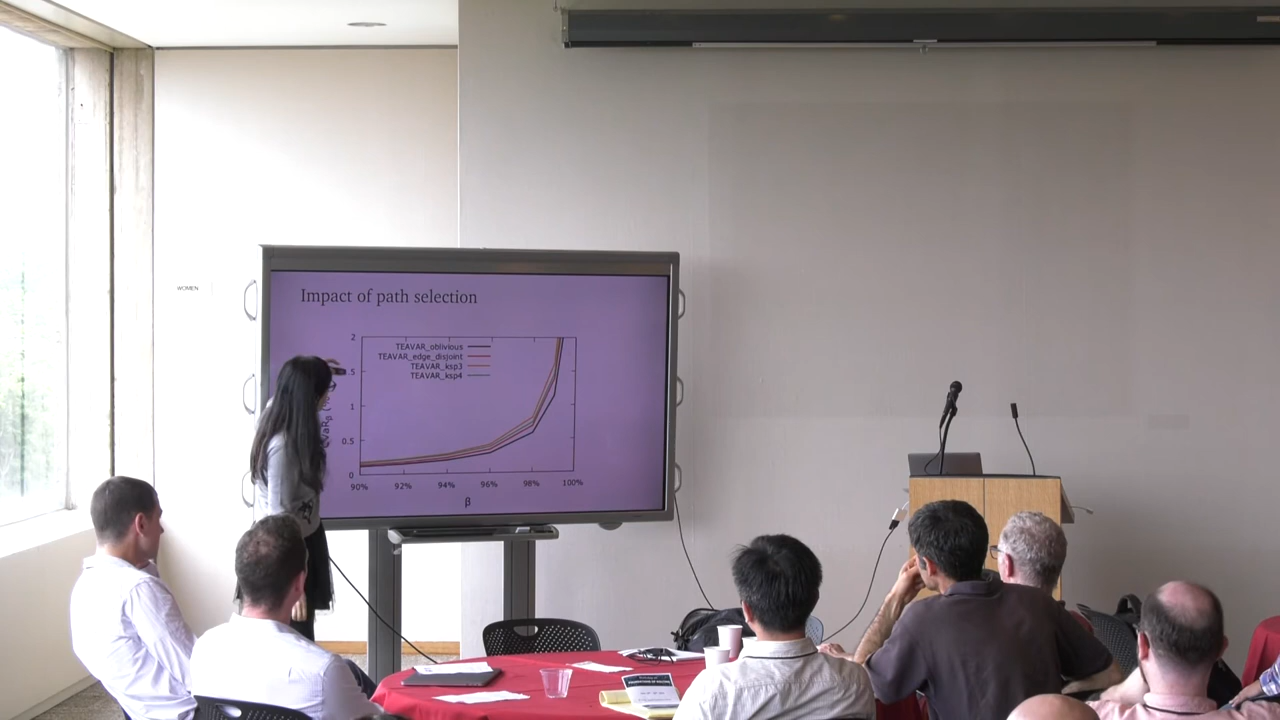 WOMEN
Impact of path selection
TEAVAR_oblivious
TEAVAR_edge_disjoint
TEAVAR_ksp3
TEAVAR_ksp4
2
1.5
1
0.5
0
90% 92% 94% 96% 98% 100%
β